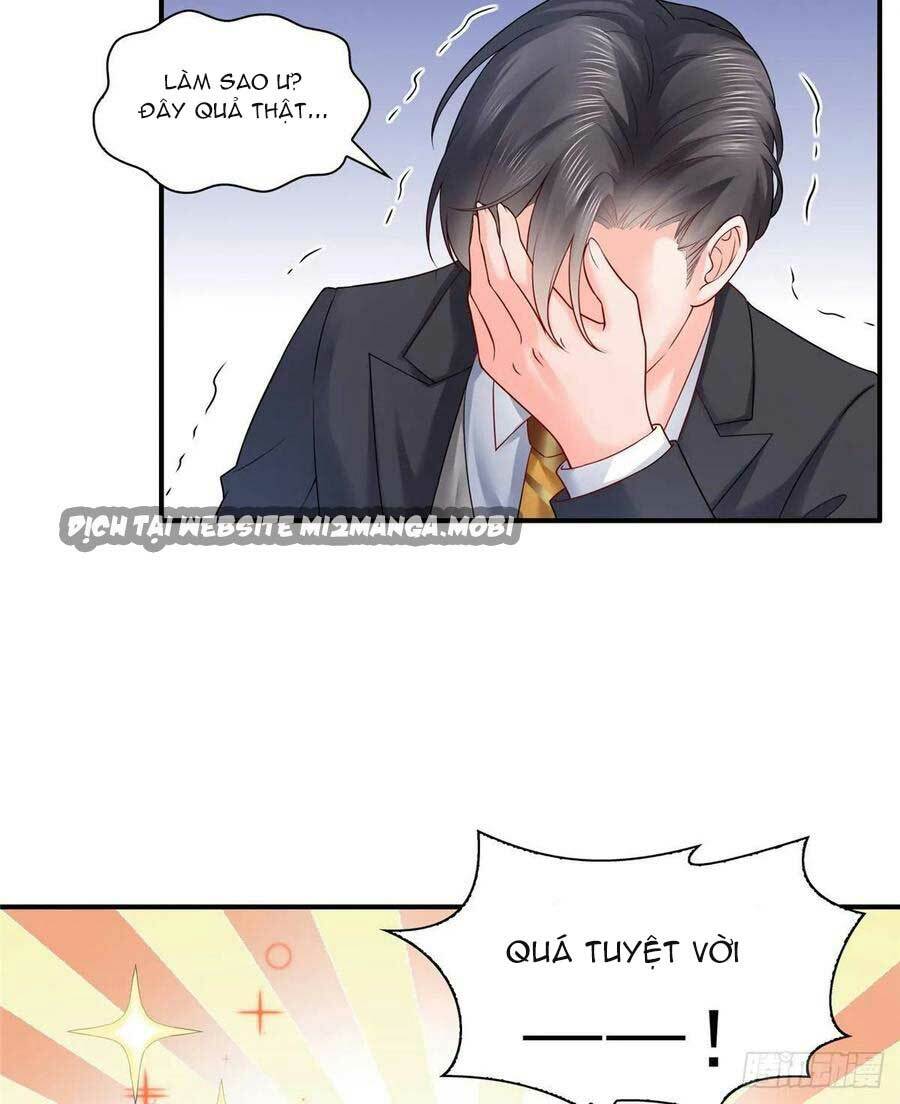 LÀM SAO Ư?
ĐÂY QUẢ THẬT...
DỊCH TẠI WEBSITE MI2MANGA.MOBI
QUÁ TUYỆT VỜI
——!